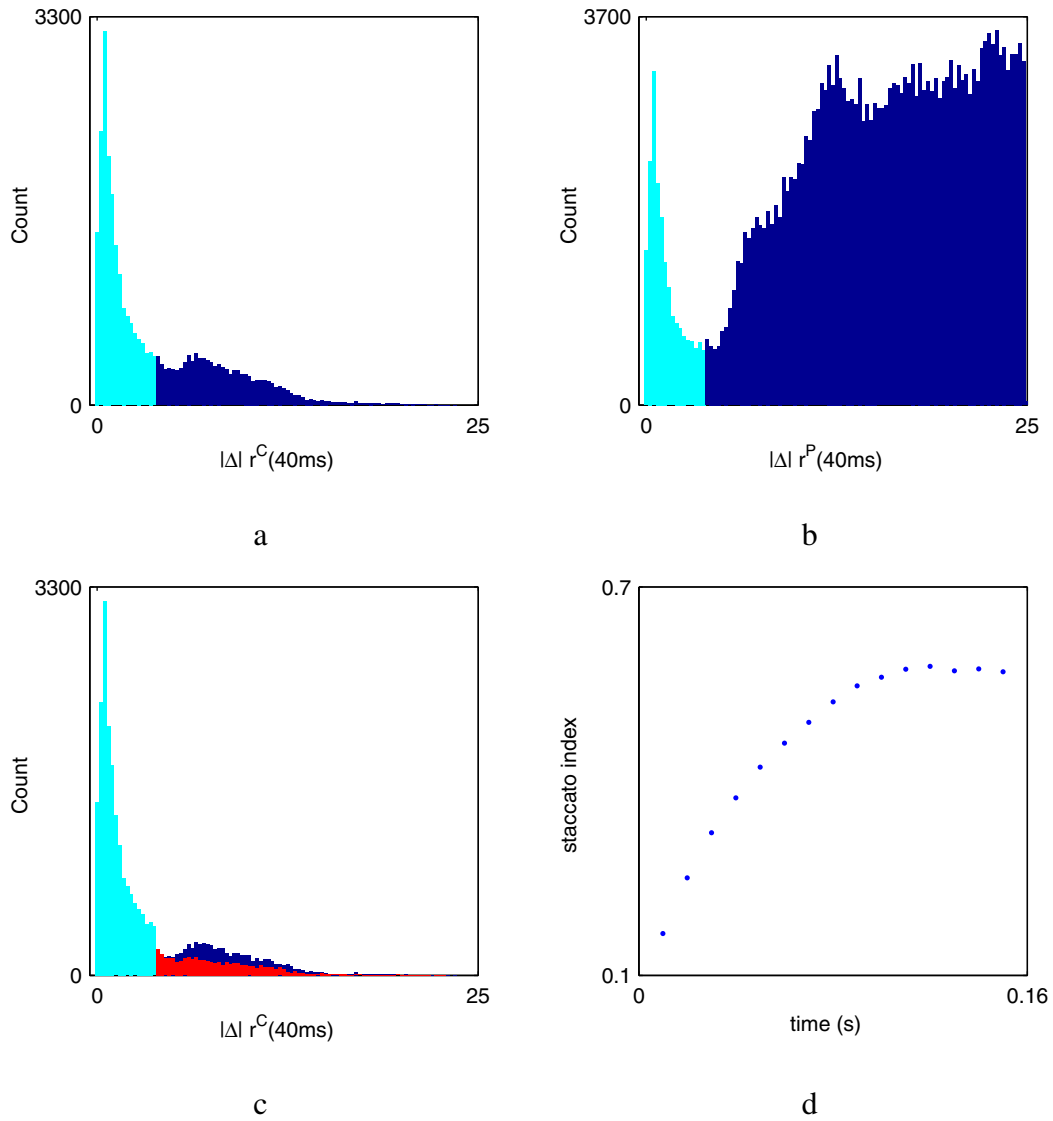 3300
Count
0
0
25
|Δ| r^C(40ms)
a
3700
Count
0
0
25
|Δ| r^P(40ms)
b
3300
Count
0
0
25
|Δ| r^C(40ms)
c
0.7
staccato index
0.1
0
0.16
time (s)
d